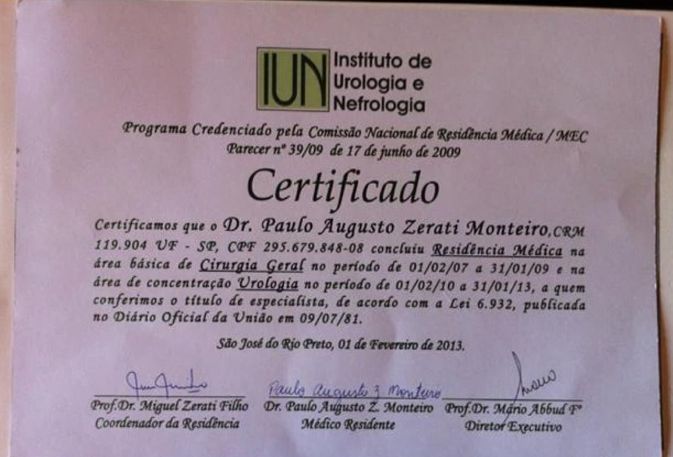 IUN
Instituto de
Urologia e
Nefrologia
Programa Credenciado pela Comissão Nacional de Residência Médica / MEC
Parecer nº 39/09 de 17 de junho de 2009
Certificado
Certificamos que o Dr. Paulo Augusto Zerati Monteiro, CRM
119.904 UF - SP, CPF 295.679.848-08 concluiu Residência Médica na
área básica de Cirurgia Geral no período de 01/02/07 a 31/01/09 e na
área de concentração Urologia no período de 01/02/10 a 31/01/13, a quem
conferimos o título de especialista, de acordo com a Lei 6.932, publicada
no Diário Oficial da União em 09/07/81.
São José do Rio Preto, 01 de Fevereiro de 2013.
Paulo Augusto Z Monteiro
Prof.Dr. Miguel Zerati Filho
Coordenador da Residência
Dr. Paulo Augusto Z. Monteiro
Médico Residente
Prof.Dr. Mário Abbud Fº
Diretor Executivo